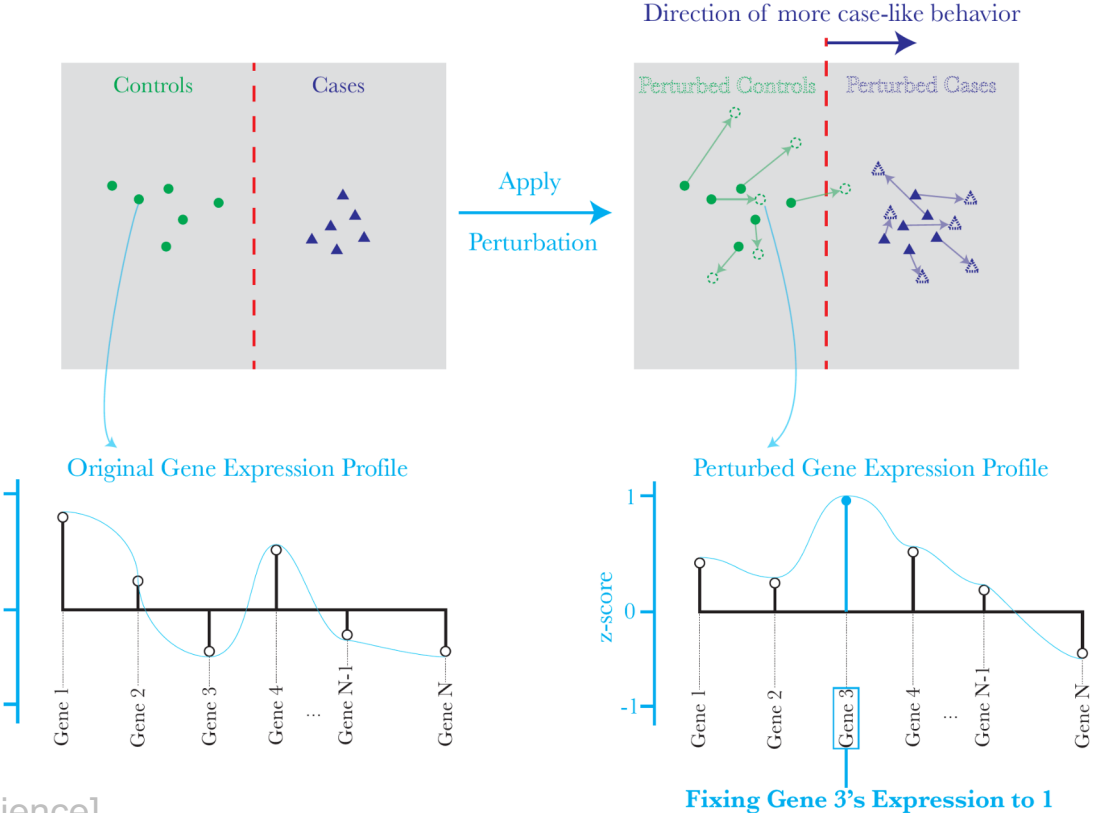 Direction of more case-like behavior
Controls
Cases
Perturbed Controls
Perturbed Cases
Apply
Perturbation
Original Gene Expression Profile
Gene 1
Gene 2
Gene 3
Gene 4
...
Gene N-1
Gene N
Perturbed Gene Expression Profile
z-score
1
0
-1
Gene 1
Gene 2
Gene 3
Gene 4
...
Gene N-1
Gene N
Fixing Gene 3's Expression to 1